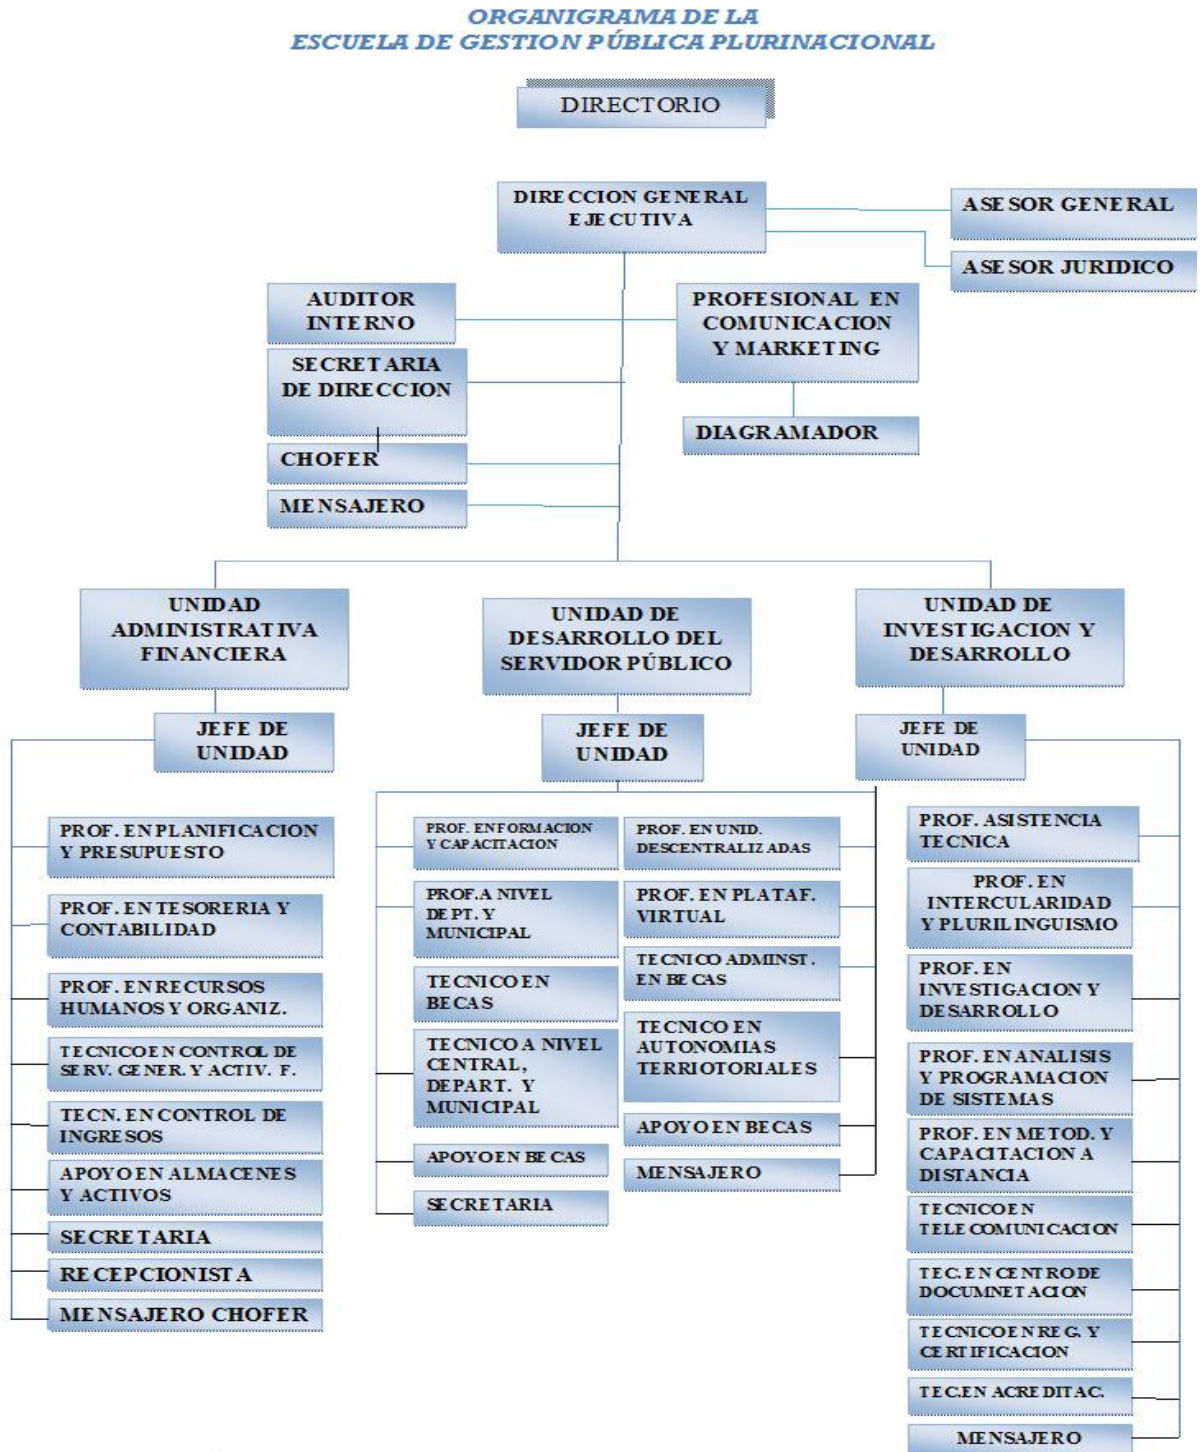 ORGANIGRAMA DE LA
ESCUELA DE GESTION PÚBLICA PLURINACIONAL
DIRECTORIO
DIRECCION GENERAL
EJECUTIVA
ASESOR GENERAL
ASESOR JURIDICO
AUDITOR
INTERNO
PROFESIONAL EN
COMUNICACION
Y MARKETING
SECRETARIA
DE DIRECCION
DIAGRAMADOR
CHOFER
MENSAJERO
UNIDAD
ADMINISTRATIVA
FINANCIERA
JEFE DE
UNIDAD
PROF. EN PLANIFICACION
Y PRESUPUESTO
PROF. EN TESORERIA Y
CONTABILIDAD
PROF. EN RECURSOS
HUMANOS Y ORGANIZ.
TECNICO EN CONTROL DE
SERV. GENER. Y ACTIV. F.
TECN. EN CONTROL DE
INGRESOS
APOYO EN ALMACENES
Y ACTIVOS
SECRETARIA
RECEPCIONISTA
MENSAJERO CHOFER
UNIDAD DE
DESARROLLO DEL
SERVIDOR PÚBLICO
JEFE DE
UNIDAD
PROF. EN FORMACION
Y CAPACITACION
PROF.A NIVEL
DEPT. Y
MUNICIPAL
TECNICO EN
BECAS
TECNICO A NIVEL
CENTRAL,
DEPART. Y
MUNICIPAL
APOYO EN BECAS
SECRETARIA
PROF. EN UNID.
DESCENTRALIZADAS
PROF. EN PLATAF.
VIRTUAL
TECNICO ADMINST.
EN BECAS
TECNICO EN
AUTONOMIAS
TERRIOTORIALES
APOYO EN BECAS
MENSAJERO
UNIDAD DE
INVESTIGACION Y
DESARROLLO
JEFE DE
UNIDAD
PROF. ASISTENCIA
TECNICA
PROF. EN
INTERCULARIDAD
Y PLURILINGUISMO
PROF. EN
INVESTIGACION Y
DESARROLLO
PROF. EN ANALISIS
Y PROGRAMACION
DE SISTEMAS
PROF. EN METOD. Y
CAPACITACION A
DISTANCIA
TECNICO EN
TELECOMUNICACION
TEC. EN CENTRO DE
DOCUMNETACION
TECNICO EN REG. Y
CERTIFICACION
TEC.EN ACREDITAC.
MENSAJERO